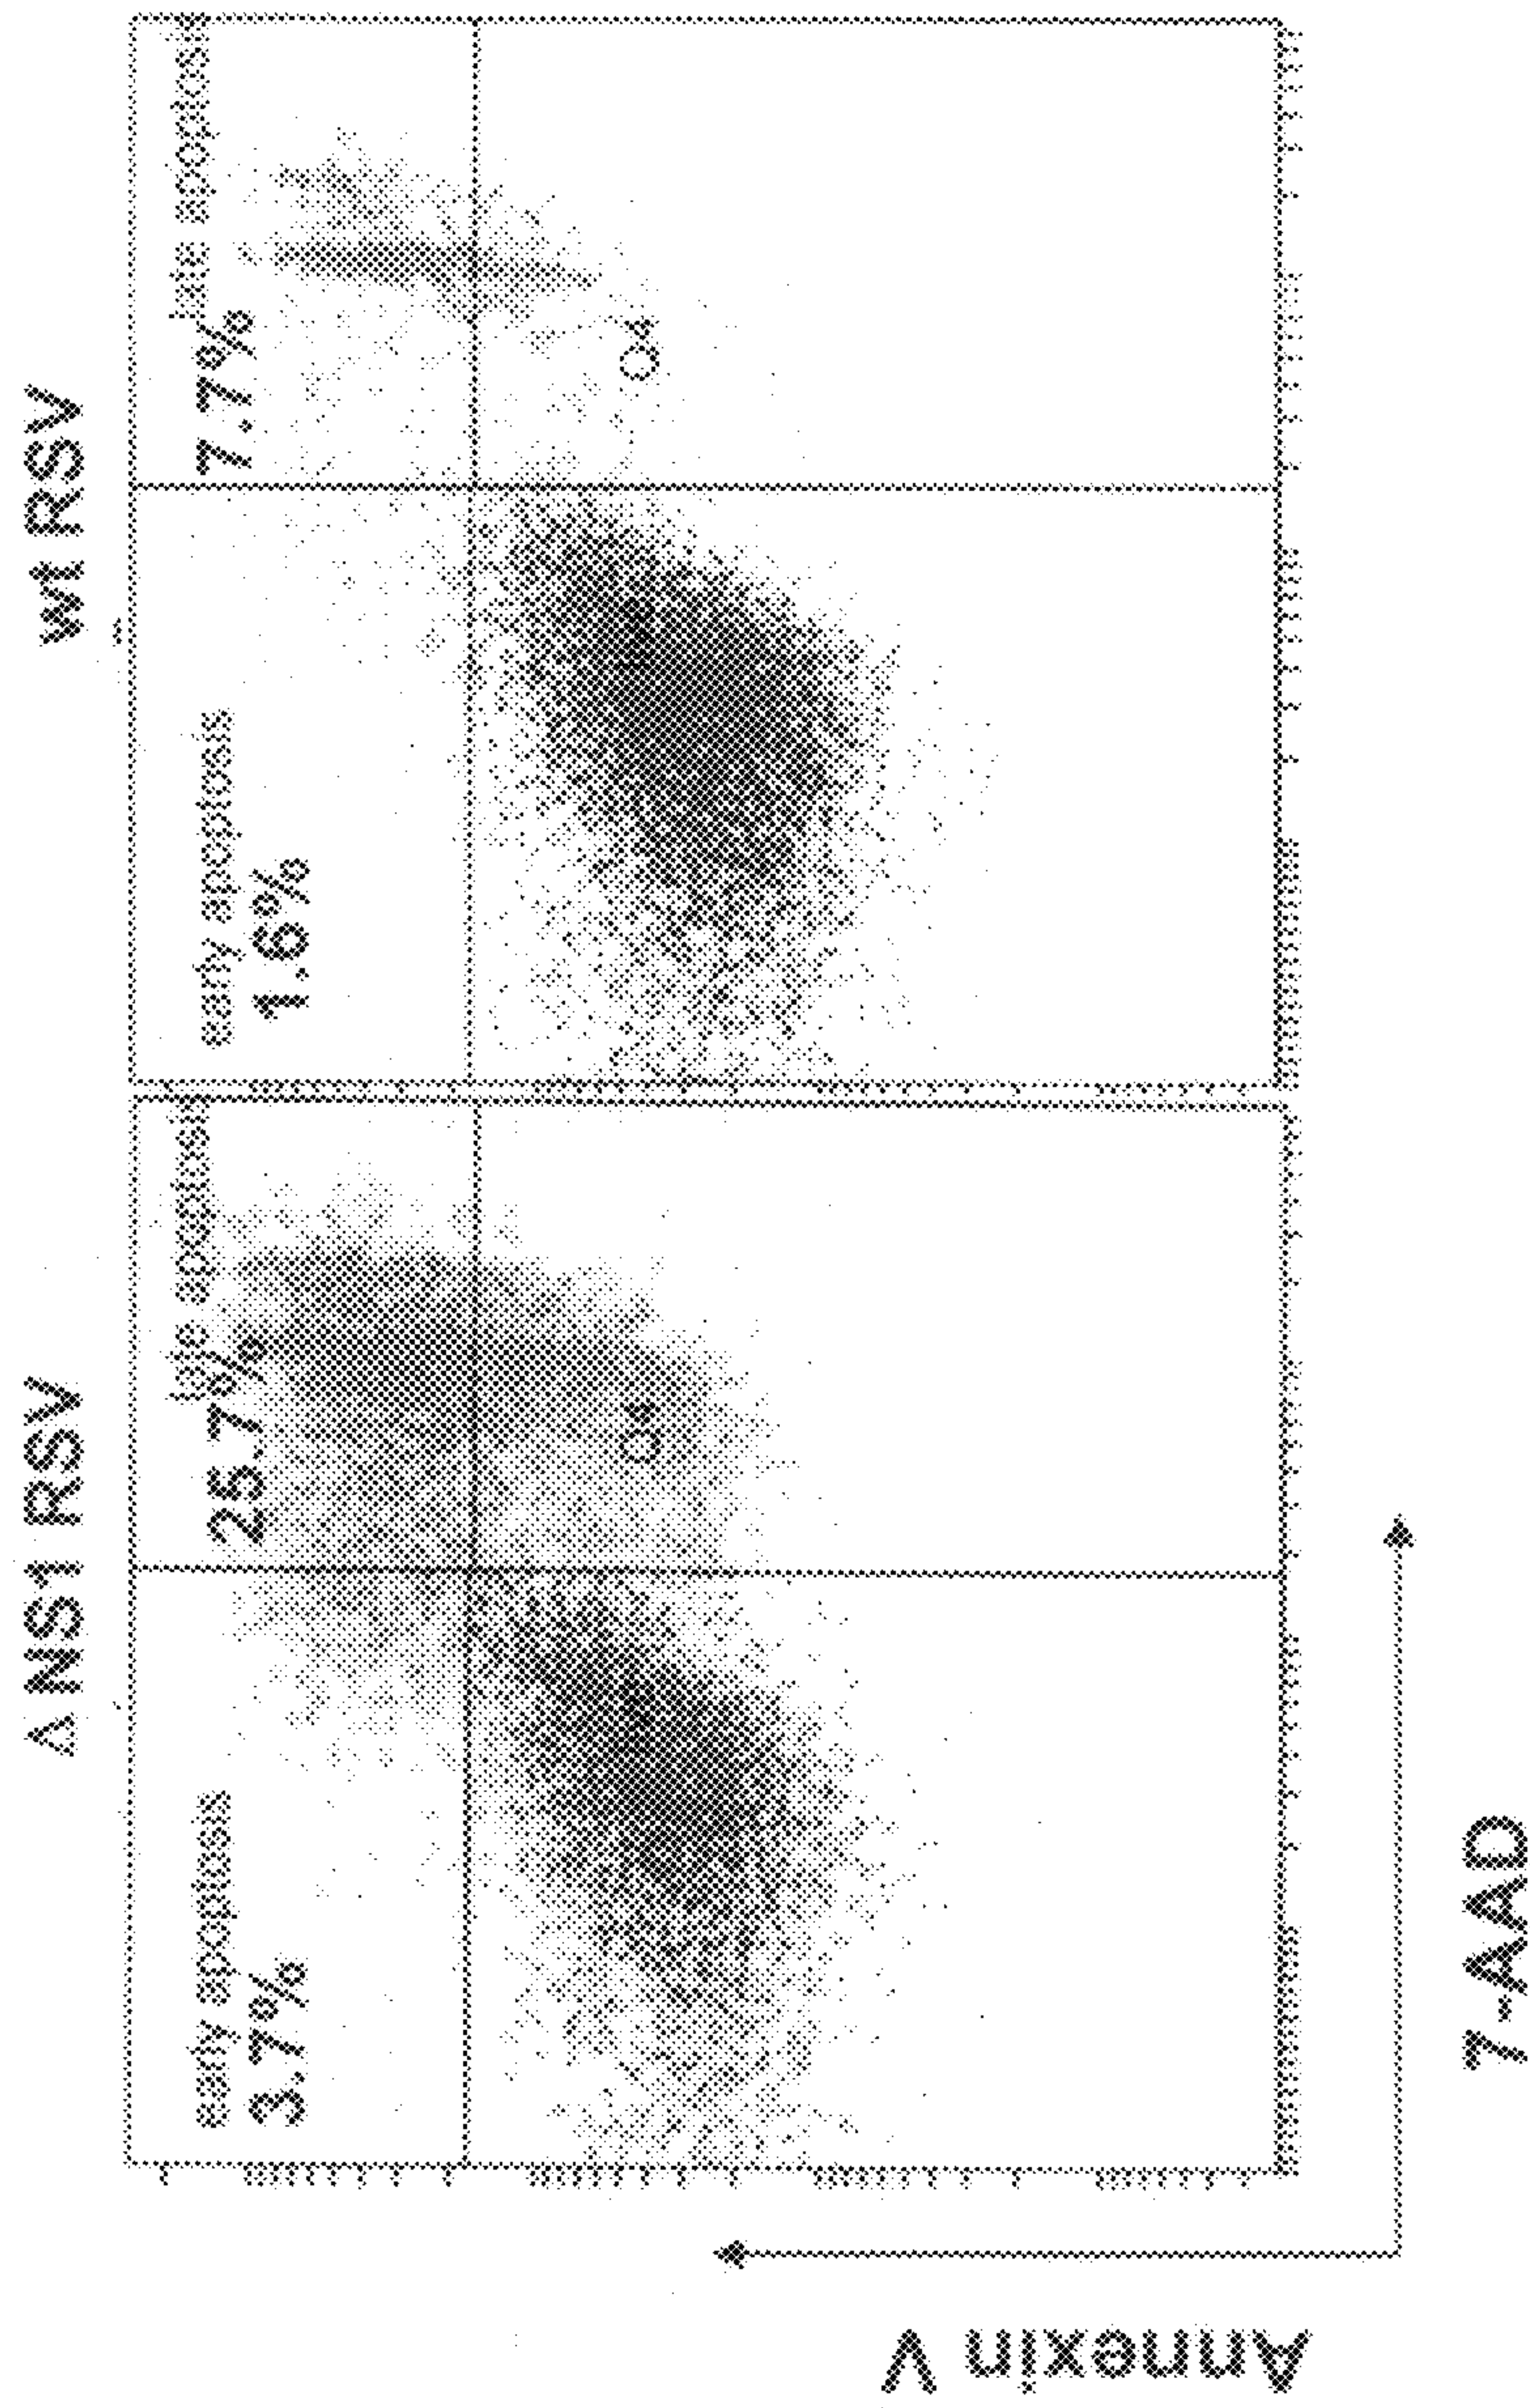 Δ NS1 RSV
wt RSV
early apoptosis
3.7%
late apoptosis
25.7%
Q4
early apoptosis
1.6%
late apoptosis
7.7%
Q4
Annexin V
7-AAD